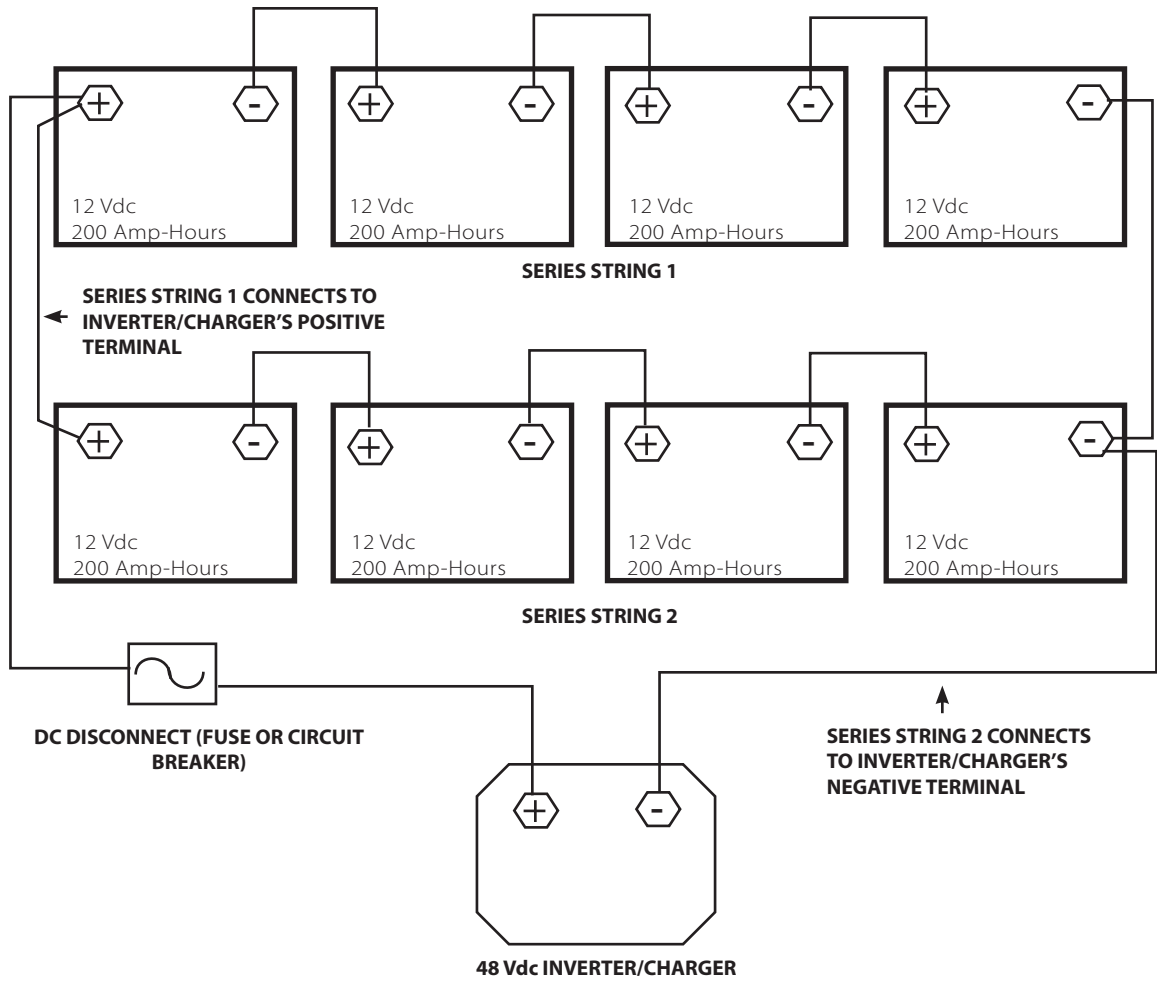 + - + - + - + -
12 Vdc
200 Amp-Hours
12 Vdc
200 Amp-Hours
12 Vdc
200 Amp-Hours
12 Vdc
200 Amp-Hours
SERIES STRING 1
SERIES STRING 1 CONNECTS TO
INVERTER/CHARGER'S POSITIVE
TERMINAL
+ - + - + - + -
12 Vdc
200 Amp-Hours
12 Vdc
200 Amp-Hours
12 Vdc
200 Amp-Hours
12 Vdc
200 Amp-Hours
SERIES STRING 2
DC DISCONNECT (FUSE OR CIRCUIT
BREAKER)
SERIES STRING 2 CONNECTS
TO INVERTER/CHARGER'S
NEGATIVE TERMINAL
+ -
48 Vdc INVERTER/CHARGER